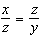 x/z = z/y